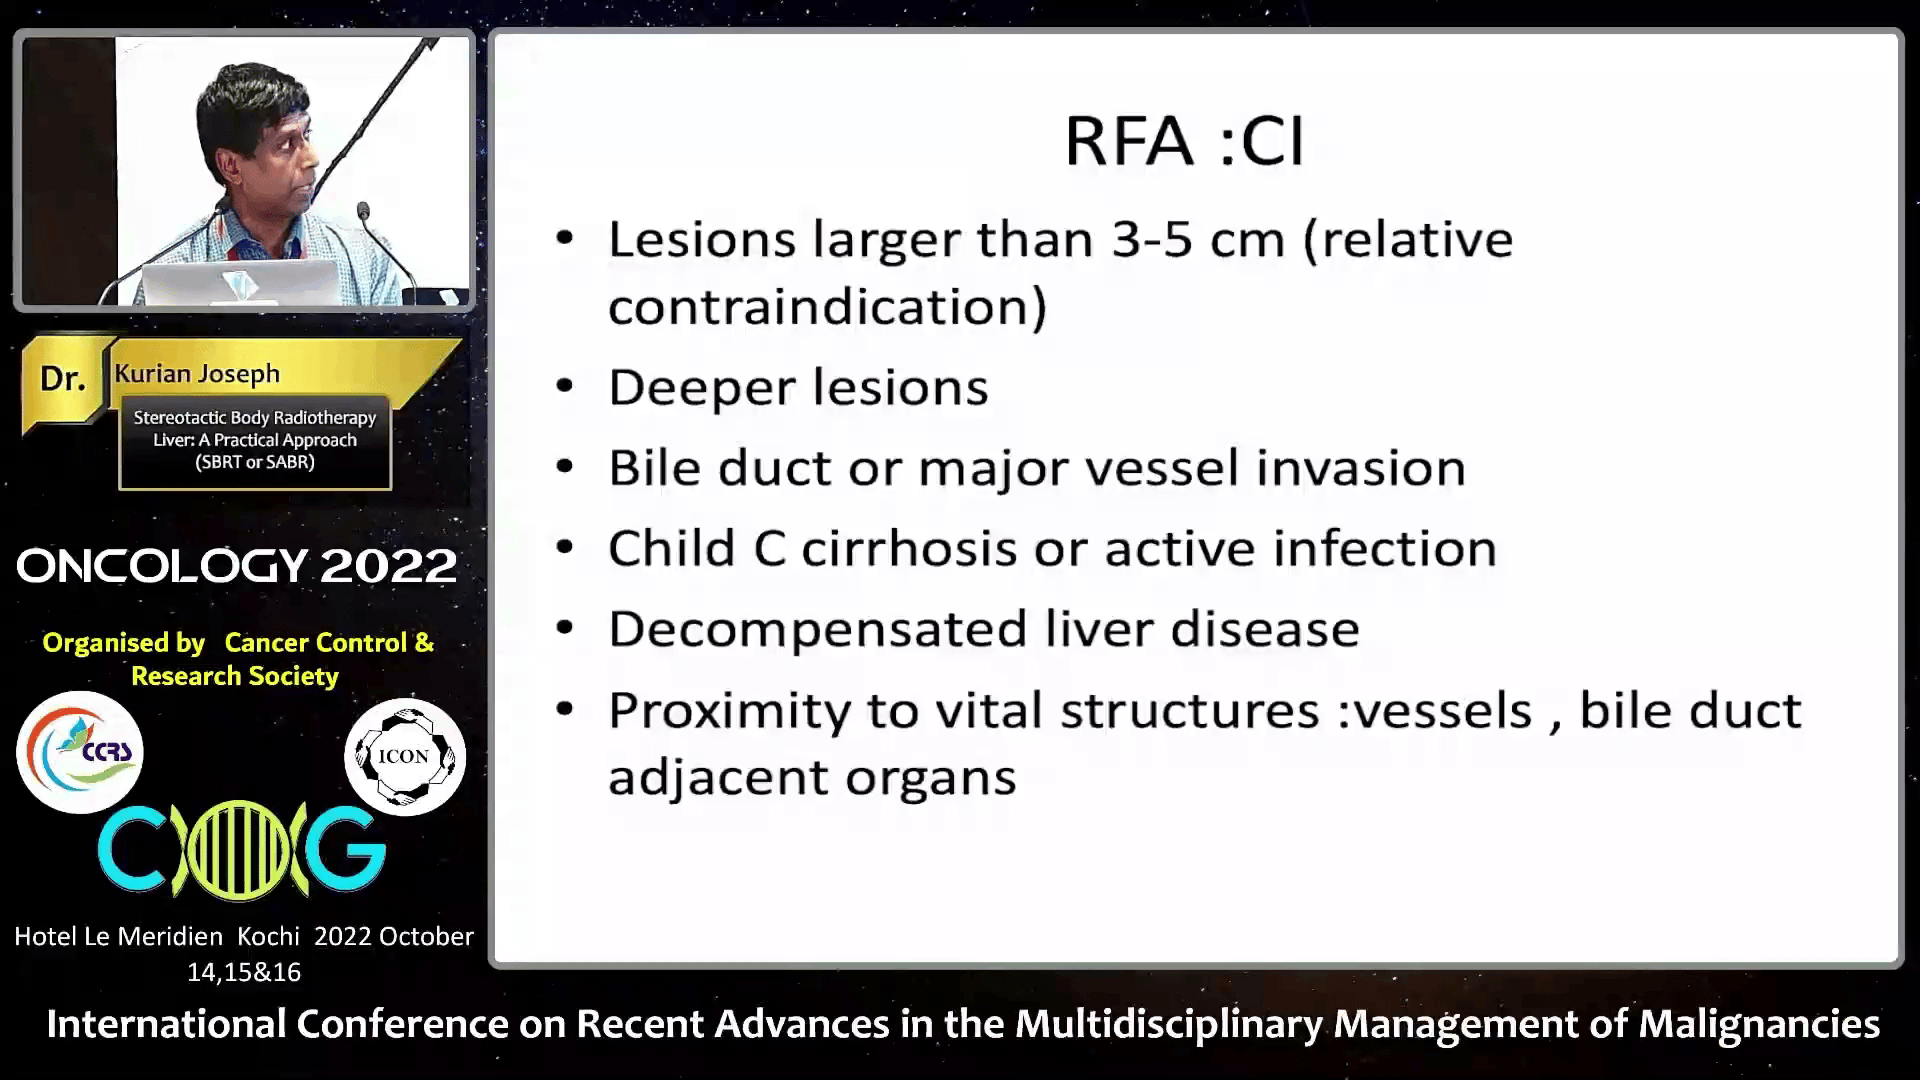 RFA :CI
• Lesions larger than 3-5 cm (relative
contraindication)
• Deeper lesions
• Bile duct or major vessel invasion
• Child C cirrhosis or active infection
• Decompensated liver disease
• Proximity to vital structures :vessels , bile duct
adjacent organs
Dr. Kurian Joseph
Stereotactic Body Radiotherapy
Liver: A Practical Approach
(SBRT or SABR)
ONCOLOGY 2022
Organised by Cancer Control &
Research Society
CCRS
ICON
Hotel Le Meridien Kochi 2022 October
14,15&16
International Conference on Recent Advances in the Multidisciplinary Management of Malignancies